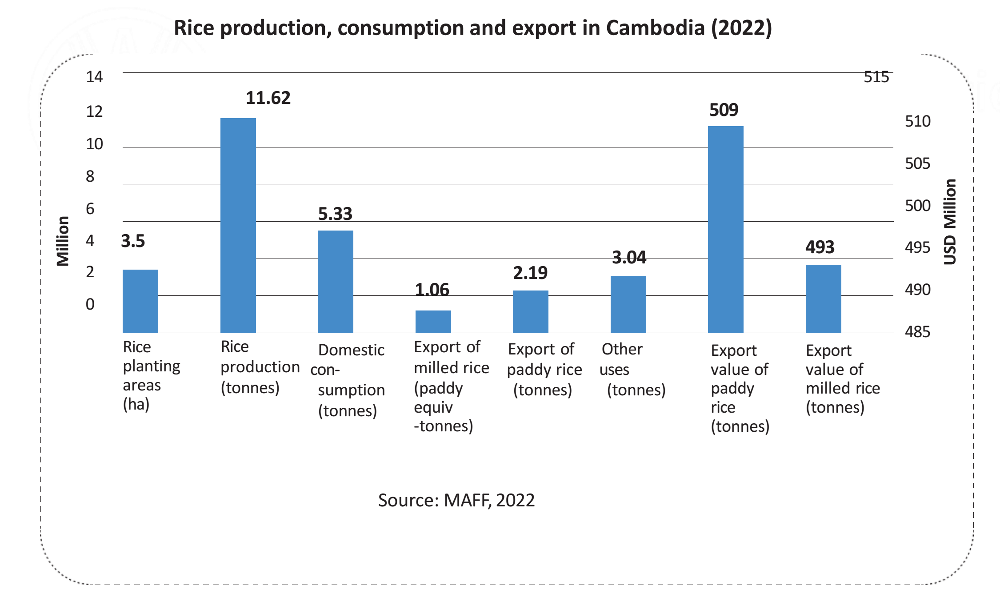 Rice production, consumption and export in Cambodia (2022)
14
12
10
8
6
4
2
0
Million
515
510
505
500
495
490
485
USD Million
3.5
11.62
5.33
1.06
2.19
3.04
509
493
Rice
planting
areas
(ha)
Rice
production
(tonnes)
Domestic
con-
sumption
(tonnes)
Export of
milled rice
(paddy
equiv
-tonnes)
Export of
paddy rice
(tonnes)
Other
uses
(tonnes)
Export
value of
paddy
rice
(tonnes)
Export
value of
milled rice
(tonnes)
Source: MAFF, 2022